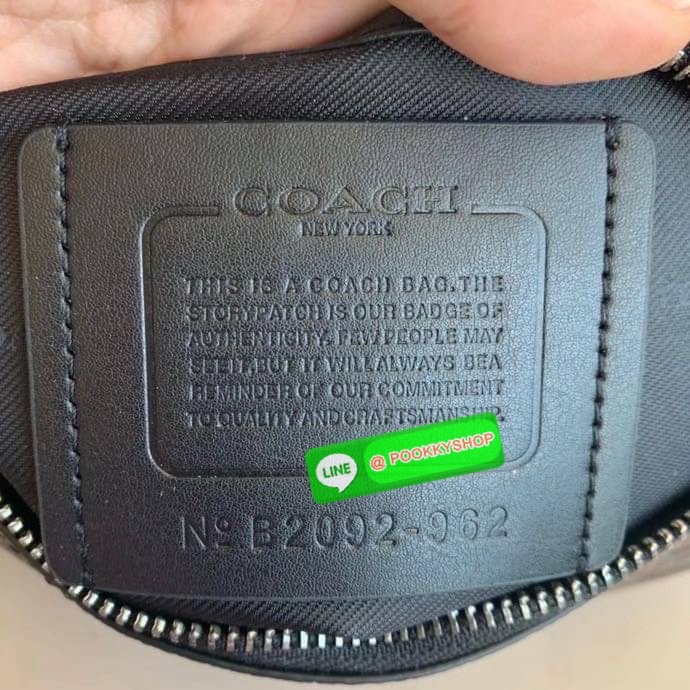 COACH
NEW YORK
THIS IS A COACH BAG. THE
STORYPATCH IS OUR BADGE OF
AUTHENTICITY. FEW PEOPLE MAY
SEE IT. BUT IT WILL ALWAYS BE A
REMINDER OF OUR COMMITMENT
TO QUALITY AND CRAFTSMANSHIP.
LINE @ POOKKYSHOP
Nº B2092-962